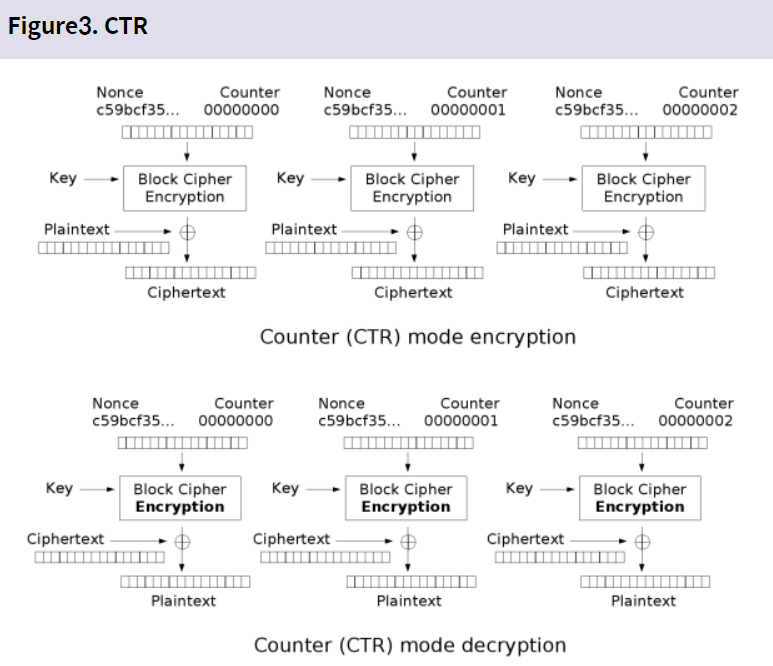 Figure3. CTR
Nonce Counter Nonce Counter Nonce Counter
c59bcf35... 00000000 c59bcf35... 00000001 c59bcf35... 00000002
Key Block Cipher Encryption Key Block Cipher Encryption Key Block Cipher Encryption
Plaintext Plaintext Plaintext
Ciphertext Ciphertext Ciphertext
Counter (CTR) mode encryption
Nonce Counter Nonce Counter Nonce Counter
c59bcf35... 00000000 c59bcf35... 00000001 c59bcf35... 00000002
Key Block Cipher Encryption Key Block Cipher Encryption Key Block Cipher Encryption
Ciphertext Ciphertext Ciphertext
Plaintext Plaintext Plaintext
Counter (CTR) mode decryption